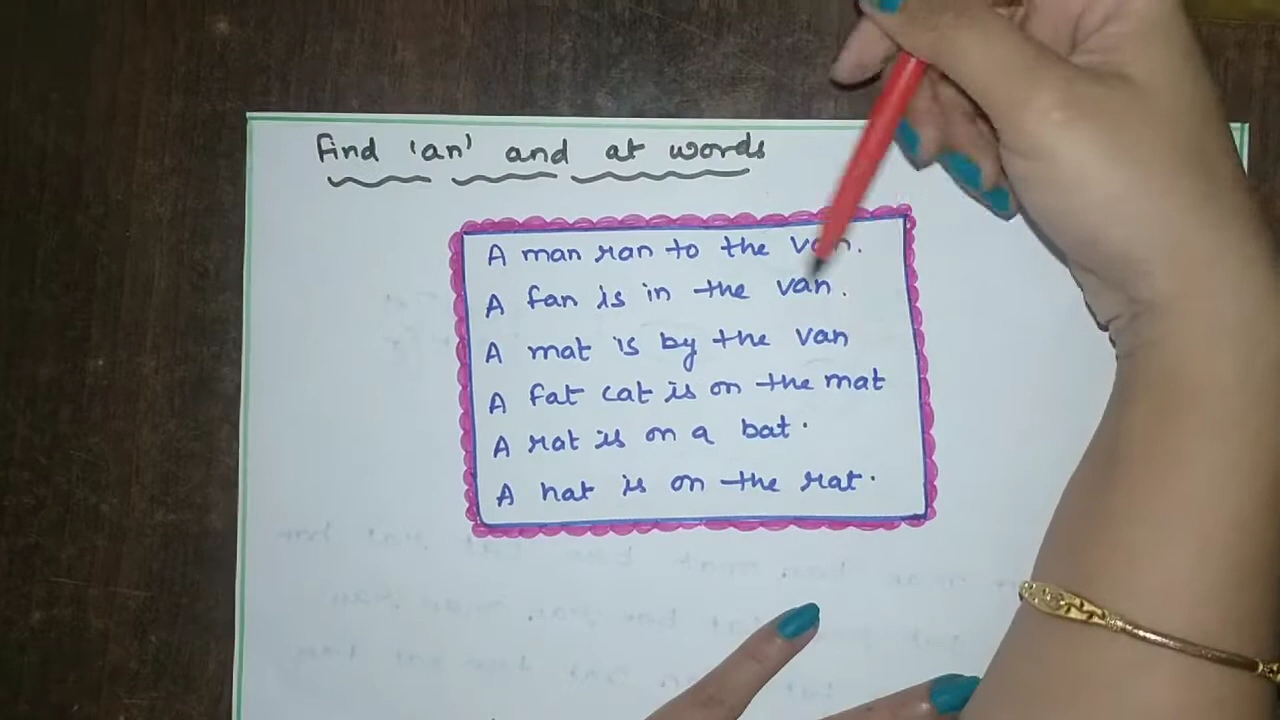 Find 'an' and at words
A man ran to the van.
A fan is in the van.
A mat is by the van
A fat cat is on the mat
A rat is on a bat.
A hat is on the rat.